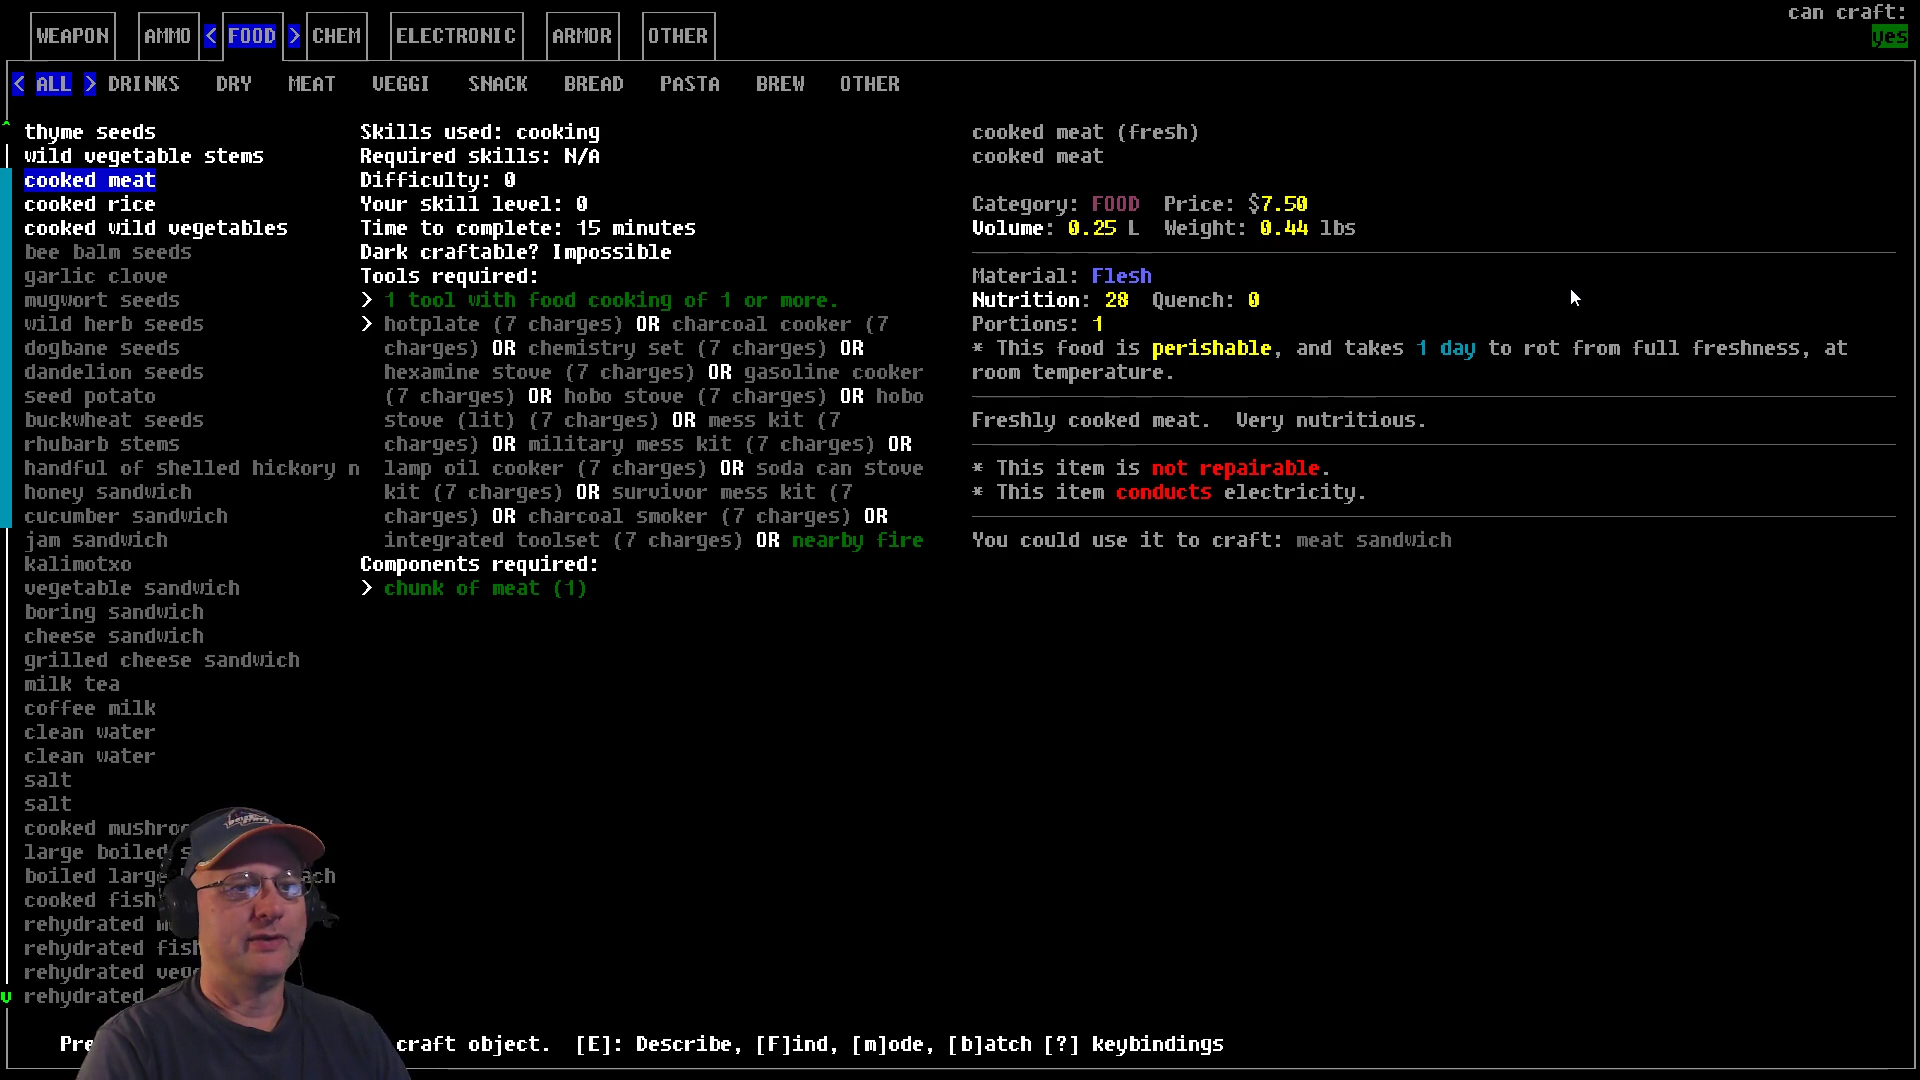 can craft:
WEAPON AMMO < FOOD > CHEM ELECTRONIC ARMOR OTHER yes
< ALL > DRINKS DRY MEAT VEGGI SNACK BREAD PASTA BREW OTHER
thyme seeds
wild vegetable stems
cooked meat
cooked rice
cooked wild vegetables
bee balm seeds
garlic clove
mugwort seeds
wild herb seeds
dogbane seeds
dandelion seeds
seed potato
buckwheat seeds
rhubarb stems
handful of shelled hickory n
honey sandwich
cucumber sandwich
jam sandwich
kalimotxo
vegetable sandwich
boring sandwich
cheese sandwich
grilled cheese sandwich
milk tea
coffee milk
clean water
clean water
salt
salt
cooked mushroo
large boiled s
boiled large ach
cooked fish
rehydrated m
rehydrated fish
rehydrated veg
rehydrated
Skills used: cooking
Required skills: N/A
Difficulty: 0
Your skill level: 0
Time to complete: 15 minutes
Dark craftable? Impossible
Tools required:
> 1 tool with food cooking of 1 or more.
> hotplate (7 charges) OR charcoal cooker (7
charges) OR chemistry set (7 charges) OR
hexamine stove (7 charges) OR gasoline cooker
(7 charges) OR hobo stove (7 charges) OR hobo
stove (lit) (7 charges) OR mess kit (7
charges) OR military mess kit (7 charges) OR
lamp oil cooker (7 charges) OR soda can stove
kit (7 charges) OR survivor mess kit (7
charges) OR charcoal smoker (7 charges) OR
integrated toolset (7 charges) OR nearby fire
Components required:
> chunk of meat (1)
cooked meat (fresh)
cooked meat
Category: FOOD Price: $7.50
Volume: 0.25 L Weight: 0.44 lbs
Material: Flesh
Nutrition: 28 Quench: 0
Portions: 1
* This food is perishable, and takes 1 day to rot from full freshness, at
room temperature.
Freshly cooked meat. Very nutritious.
* This item is not repairable.
* This item conducts electricity.
You could use it to craft: meat sandwich
Pre craft object. [E]: Describe, [F]ind, [m]ode, [b]atch [?] keybindings